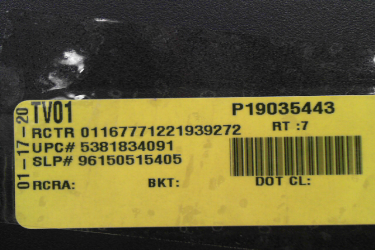 01-17-20
TV01 P19035443
RCTR 01167771221939272 RT :7
UPC# 5381834091
SLP# 96150515405
RCRA: BKT: DOT CL: